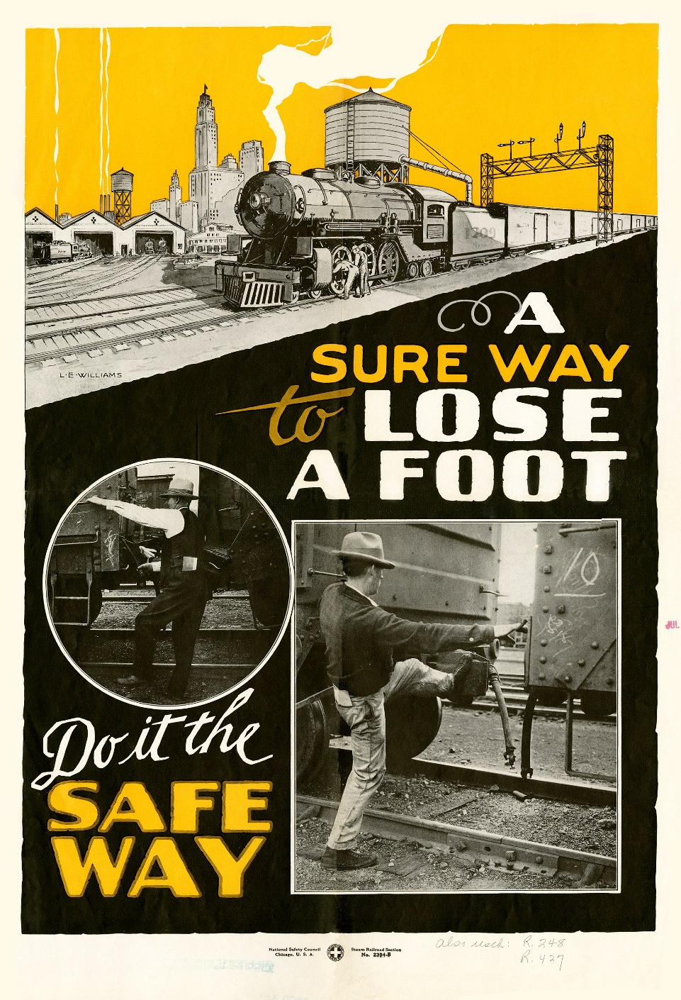 L·E·WILLIAMS
A
SURE WAY
to LOSE
A FOOT
10
Do it the
SAFE
WAY
JUL
National Safety Council
Chicago, U. S. A.
Steam Railroad Section
No. 2394-B
Also used: R. 248
R. 427